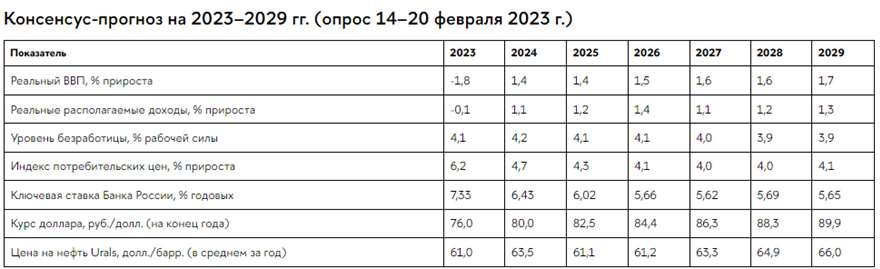 Консенсус-прогноз на 2023–2029 гг. (опрос 14–20 февраля 2023 г.)
Показатель 2023 2024 2025 2026 2027 2028 2029
Реальный ВВП, % прироста -1,8 1,4 1,4 1,5 1,6 1,6 1,7
Реальные располагаемые доходы, % прироста -0,1 1,1 1,2 1,4 1,1 1,2 1,3
Уровень безработицы, % рабочей силы 4,1 4,2 4,1 4,1 4,0 3,9 3,9
Индекс потребительских цен, % прироста 6,2 4,7 4,3 4,1 4,0 4,0 4,1
Ключевая ставка Банка России, % годовых 7,33 6,43 6,02 5,66 5,62 5,69 5,65
Курс доллара, руб./долл. (на конец года) 76,0 80,0 82,5 84,4 86,3 88,3 89,9
Цена на нефть Urals, долл./барр. (в среднем за год) 61,0 63,5 61,1 61,2 63,3 64,9 66,0